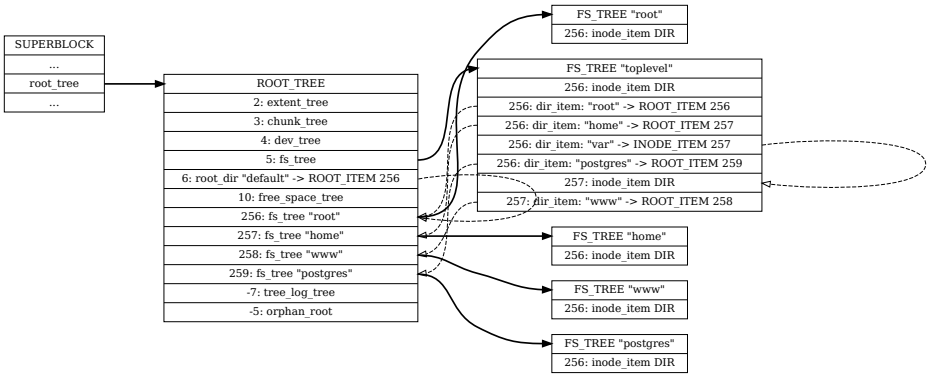 SUPERBLOCK
...
root_tree
...
ROOT_TREE
2: extent_tree
3: chunk_tree
4: dev_tree
5: fs_tree
6: root_dir "default" -> ROOT_ITEM 256
10: free_space_tree
256: fs_tree "root"
257: fs_tree "home"
258: fs_tree "www"
259: fs_tree "postgres"
-7: tree_log_tree
-5: orphan_root
FS_TREE "root"
256: inode_item DIR
FS_TREE "toplevel"
256: inode_item DIR
256: dir_item: "root" -> ROOT_ITEM 256
256: dir_item: "home" -> ROOT_ITEM 257
256: dir_item: "var" -> INODE_ITEM 257
256: dir_item: "postgres" -> ROOT_ITEM 259
257: inode_item DIR
257: dir_item: "www" -> ROOT_ITEM 258
FS_TREE "home"
256: inode_item DIR
FS_TREE "www"
256: inode_item DIR
FS_TREE "postgres"
256: inode_item DIR